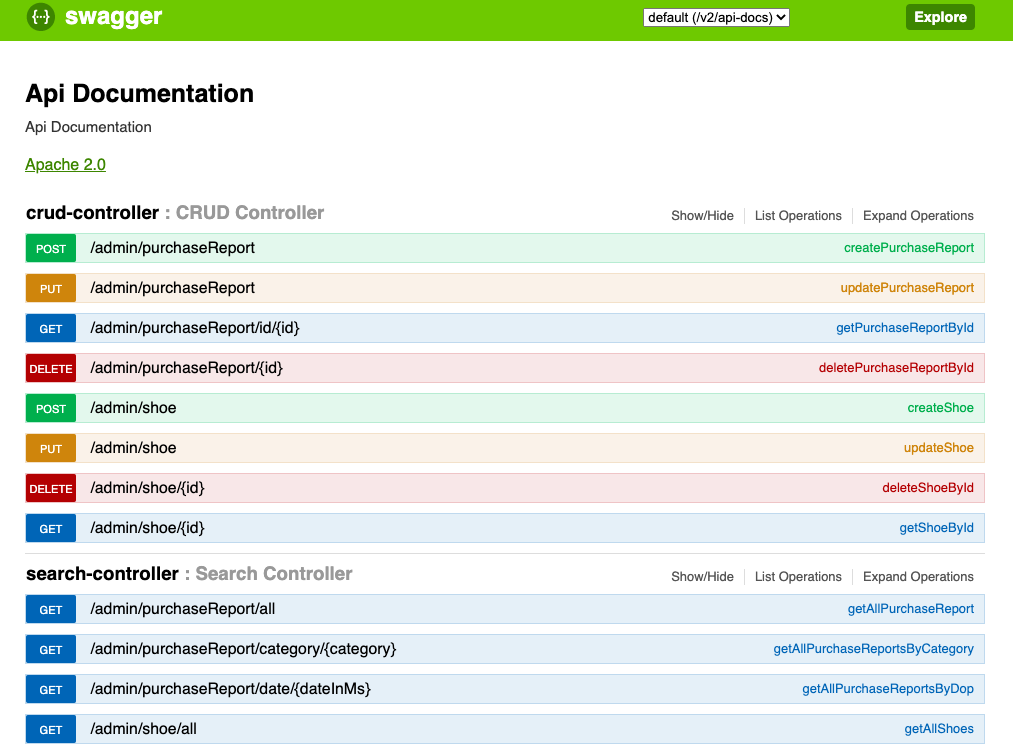 {··} swagger default (/v2/api-docs) Explore
Api Documentation
Api Documentation
Apache 2.0
crud-controller : CRUD Controller Show/Hide List Operations Expand Operations
POST /admin/purchaseReport createPurchaseReport
PUT /admin/purchaseReport updatePurchaseReport
GET /admin/purchaseReport/id/{id} getPurchaseReportById
DELETE /admin/purchaseReport/{id} deletePurchaseReportById
POST /admin/shoe createShoe
PUT /admin/shoe updateShoe
DELETE /admin/shoe/{id} deleteShoeById
GET /admin/shoe/{id} getShoeById
search-controller : Search Controller Show/Hide List Operations Expand Operations
GET /admin/purchaseReport/all getAllPurchaseReport
GET /admin/purchaseReport/category/{category} getAllPurchaseReportsByCategory
GET /admin/purchaseReport/date/{dateInMs} getAllPurchaseReportsByDop
GET /admin/shoe/all getAllShoes